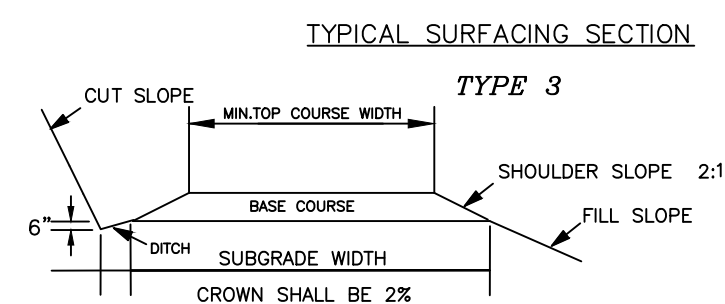 TYPICAL SURFACING SECTION
TYPE 3
CUT SLOPE
MIN.TOP COURSE WIDTH
SHOULDER SLOPE 2:1
BASE COURSE
FILL SLOPE
6"
DITCH
SUBGRADE WIDTH
CROWN SHALL BE 2%